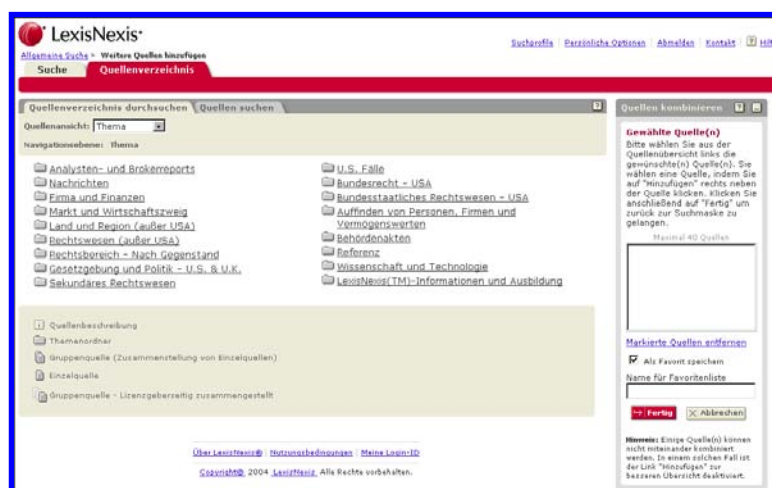 LexisNexis·
Suchprofile | Persönliche Optionen | Abmelden | Kontakt | ? Hilf
Allgemeine Suche > Weitere Quellen hinzufügen
Suche Quellenverzeichnis
Quellenverzeichnis durchsuchen Quellen suchen ?
Quellenansicht: Thema
Navigationsebene: Thema
Analysten- und Brokerreports
Nachrichten
Firma und Finanzen
Markt und Wirtschaftszweig
Land und Region (außer USA)
Rechtswesen (außer USA)
Rechtsbereich - Nach Gegenstand
Gesetzgebung und Politik - U.S. & U.K.
Sekundäres Rechtswesen
U.S. Fälle
Bundesrecht - USA
Bundesstaatliches Rechtswesen - USA
Auffinden von Personen, Firmen und
Vermögenswerten
Behördenakten
Referenz
Wissenschaft und Technologie
LexisNexis(TM)-Informationen und Ausbildung
Quellenbeschreibung
Themenordner
Gruppenquelle (Zusammenstellung von Einzelquellen)
Einzelquelle
Gruppenquelle - Lizenzgeberseitig zusammengestellt
Über LexisNexis® | Nutzungsbedingungen | Meine Login-ID
Copyright© 2004 LexisNexis. Alle Rechte vorbehalten.
Quellen kombinieren ?
Gewählte Quelle(n)
Bitte wählen Sie aus der
Quellenübersicht links die
gewünschte(n) Quelle(n). Sie
wählen eine Quelle, indem Sie
auf "Hinzufügen" rechts neben
der Quelle klicken. Klicken Sie
anschließend auf "Fertig" um
zurück zur Suchmaske zu
gelangen.
Maximal 40 Quellen
Markierte Quellen entfernen
Als Favorit speichern
Name für Favoritenliste
Fertig Abbrechen
Hinweis: Einige Quelle(n) können
nicht miteinander kombiniert
werden. In einem solchen Fall ist
der Link "Hinzufügen" zur
besseren Übersicht deaktiviert.